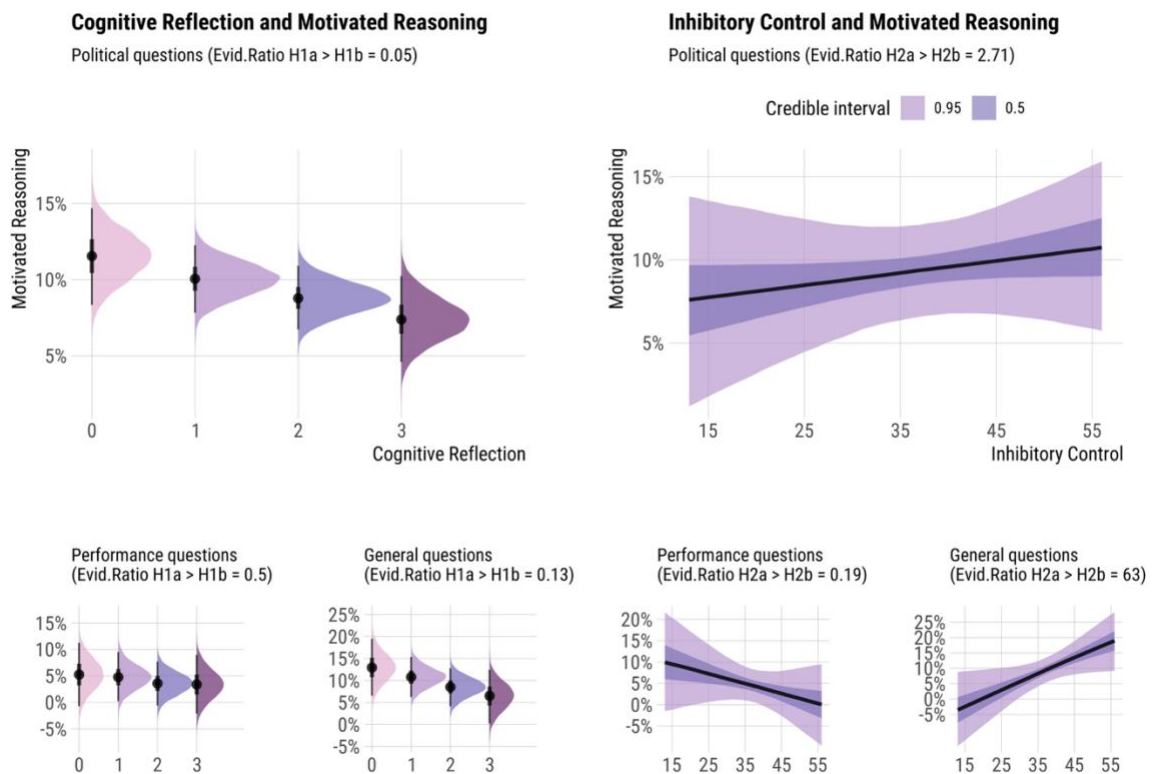 Cognitive Reflection and Motivated Reasoning
Political questions (Evid.Ratio H1a > H1b = 0.05)
Motivated Reasoning
15%
10%
5%
0 1 2 3
Cognitive Reflection
Inhibitory Control and Motivated Reasoning
Political questions (Evid.Ratio H2a > H2b = 2.71)
Credible interval 0.95 0.5
Motivated Reasoning
15%
10%
5%
15 25 35 45 55
Inhibitory Control
Performance questions
(Evid.Ratio H1a > H1b = 0.5)
15%
10%
5%
0%
-5%
0 1 2 3
General questions
(Evid.Ratio H1a > H1b = 0.13)
25%
20%
15%
10%
5%
0%
-5%
0 1 2 3
Performance questions
(Evid.Ratio H2a > H2b = 0.19)
20%
15%
10%
5%
0%
-5%
15 25 35 45 55
General questions
(Evid.Ratio H2a > H2b = 63)
25%
20%
15%
10%
5%
0%
-5%
15 25 35 45 55